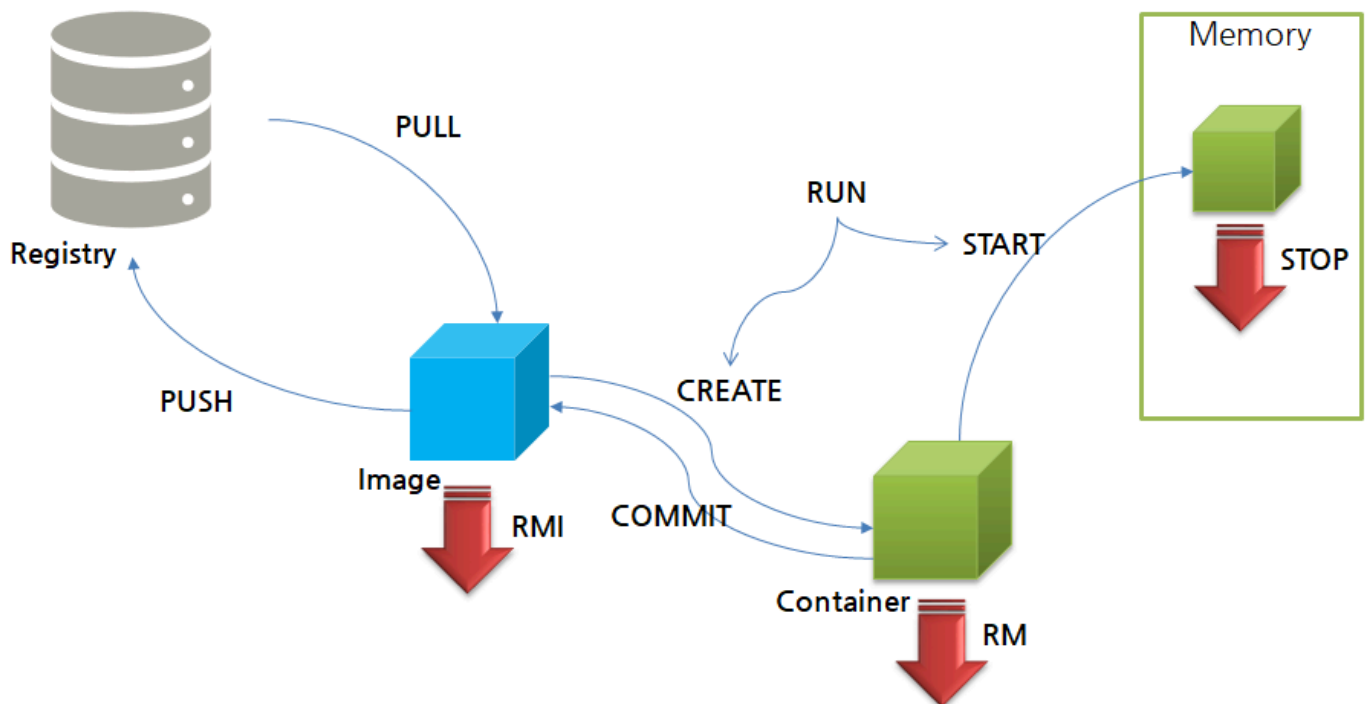 Memory
PULL
RUN
Registry
START
STOP
CREATE
PUSH
Image
RMI
COMMIT
Container
RM